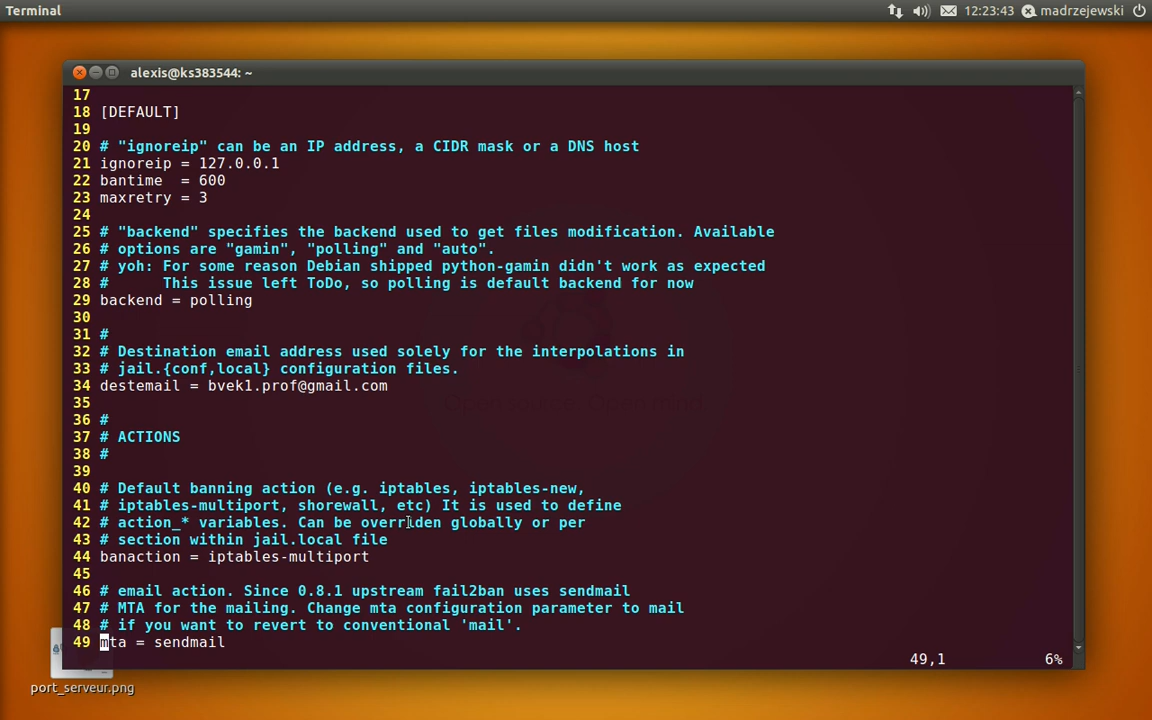 Terminal
12:23:43 madrzejewski
alexis@ks383544: ~
17
18 [DEFAULT]
19
20 # "ignoreip" can be an IP address, a CIDR mask or a DNS host
21 ignoreip = 127.0.0.1
22 bantime  = 600
23 maxretry = 3
24
25 # "backend" specifies the backend used to get files modification. Available
26 # options are "gamin", "polling" and "auto".
27 # yoh: For some reason Debian shipped python-gamin didn't work as expected
28 #      This issue left ToDo, so polling is default backend for now
29 backend = polling
30
31 #
32 # Destination email address used solely for the interpolations in
33 # jail.{conf,local} configuration files.
34 destemail = bvek1.prof@gmail.com
35
36 #
37 # ACTIONS
38 #
39
40 # Default banning action (e.g. iptables, iptables-new,
41 # iptables-multiport, shorewall, etc) It is used to define
42 # action_* variables. Can be overriden globally or per
43 # section within jail.local file
44 banaction = iptables-multiport
45
46 # email action. Since 0.8.1 upstream fail2ban uses sendmail
47 # MTA for the mailing. Change mta configuration parameter to mail
48 # if you want to revert to conventional 'mail'.
49 mta = sendmail
49,1 6%
port_serveur.png